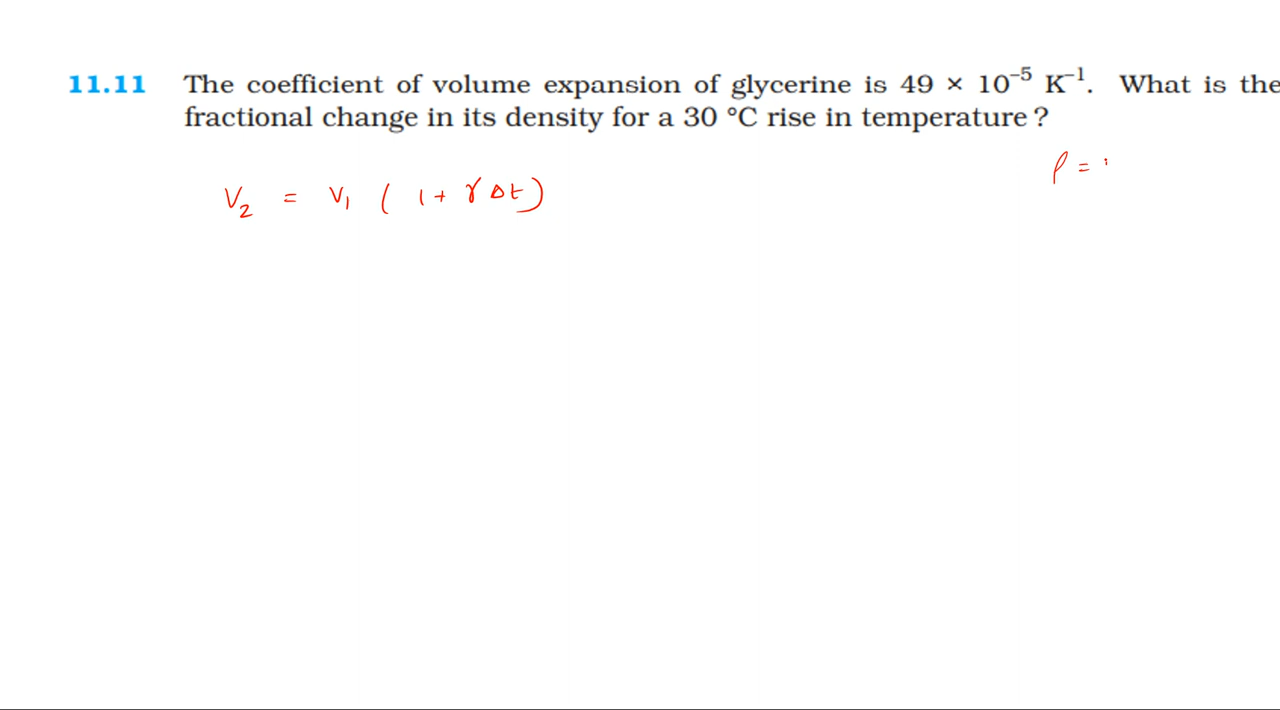 11.11 The coefficient of volume expansion of glycerine is 49 × 10⁻⁵ K⁻¹. What is the
fractional change in its density for a 30 °C rise in temperature ?
ρ =
V₂ = V₁ ( 1 + γ Δt )